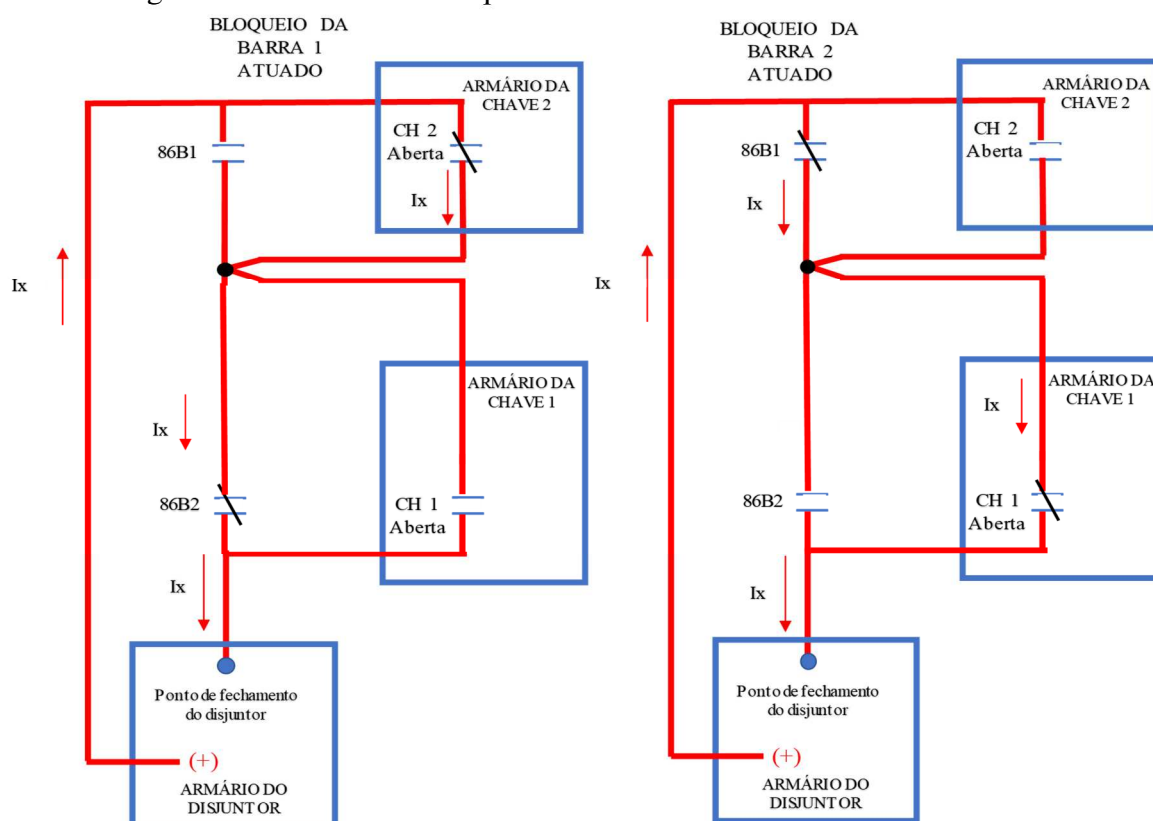 BLOQUEIO DA
BARRA 1
ATUADO
ARMÁRIO DA
CHAVE 2
CH 2
Aberta
86B1
Ix
Ix
ARMÁRIO DA
CHAVE 1
Ix
86B2
CH 1
Aberta
Ix
Ponto de fechamento
do disjuntor
(+)
ARMÁRIO DO
DISJUNTOR
BLOQUEIO DA
BARRA 2
ATUADO
ARMÁRIO DA
CHAVE 2
CH 2
Aberta
86B1
Ix
Ix
ARMÁRIO DA
CHAVE 1
Ix
86B2
CH 1
Aberta
Ix
Ponto de fechamento
do disjuntor
(+)
ARMÁRIO DO
DISJUNTOR